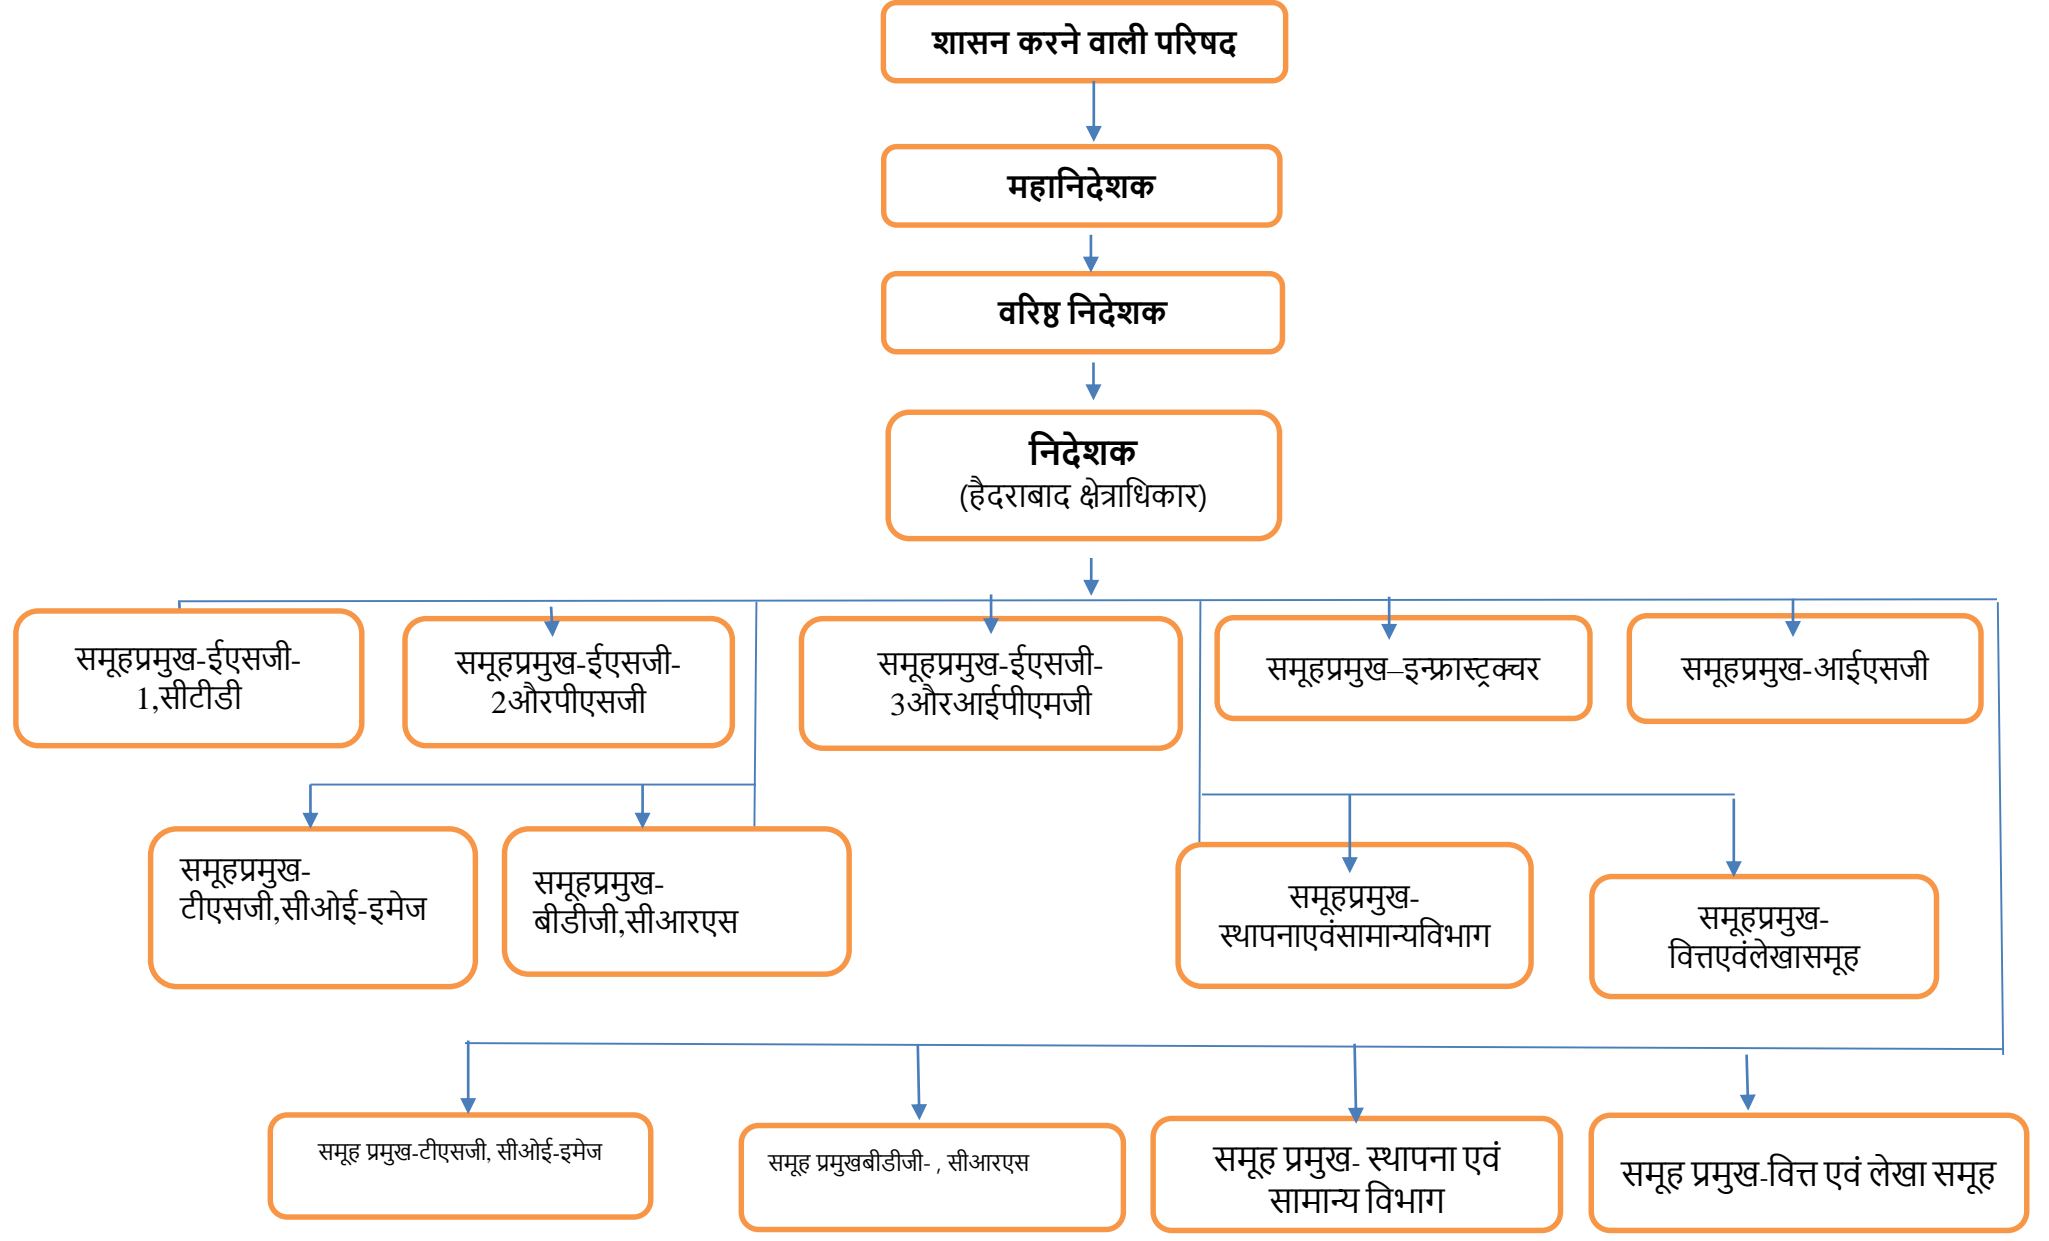 शासन करने वाली परिषद
महानिदेशक
वरिष्ठ निदेशक
निदेशक
(हैदराबाद क्षेत्राधिकार)
समूहप्रमुख-ईएसजी-
1,सीटीडी
समूहप्रमुख-ईएसजी-
2औरपीएसजी
समूहप्रमुख-ईएसजी-
3औरआईपीएमजी
समूहप्रमुख–इन्फ्रास्ट्रक्चर
समूहप्रमुख-आईएसजी
समूहप्रमुख-
टीएसजी,सीओई-इमेज
समूहप्रमुख-
बीडीजी,सीआरएस
समूहप्रमुख-
स्थापनाएवंसामान्यविभाग
समूहप्रमुख-
वित्तएवंलेखासमूह
समूह प्रमुख-टीएसजी, सीओई-इमेज
समूह प्रमुखबीडीजी- , सीआरएस
समूह प्रमुख- स्थापना एवं
सामान्य विभाग
समूह प्रमुख-वित्त एवं लेखा समूह